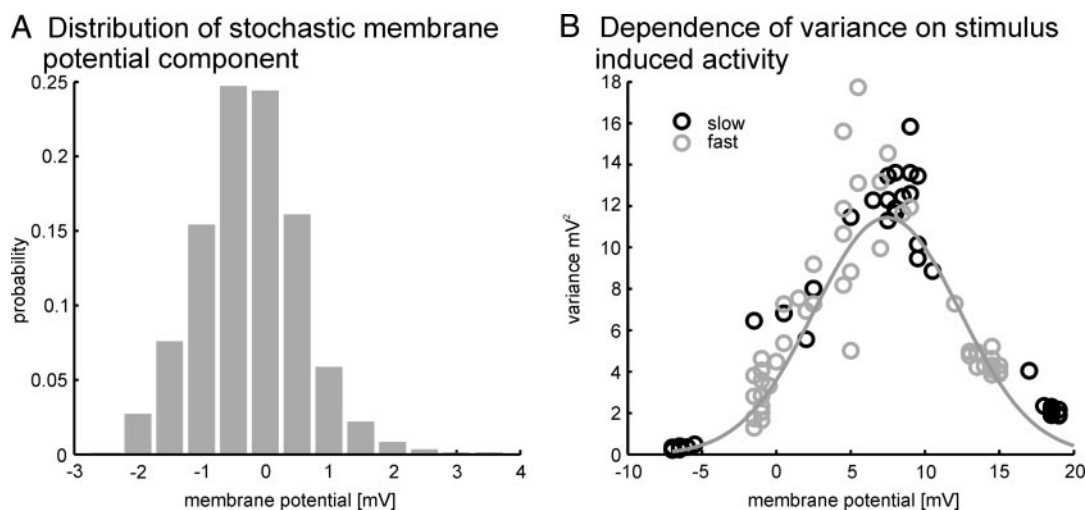 A Distribution of stochastic membrane
potential component
0.25
0.2
0.15
0.1
0.05
0
probability
-3 -2 -1 0 1 2 3 4
membrane potential [mV]
B Dependence of variance on stimulus
induced activity
18
16
14
12
10
8
6
4
2
0
variance mV²
slow
fast
-10 -5 0 5 10 15 20
membrane potential [mV]